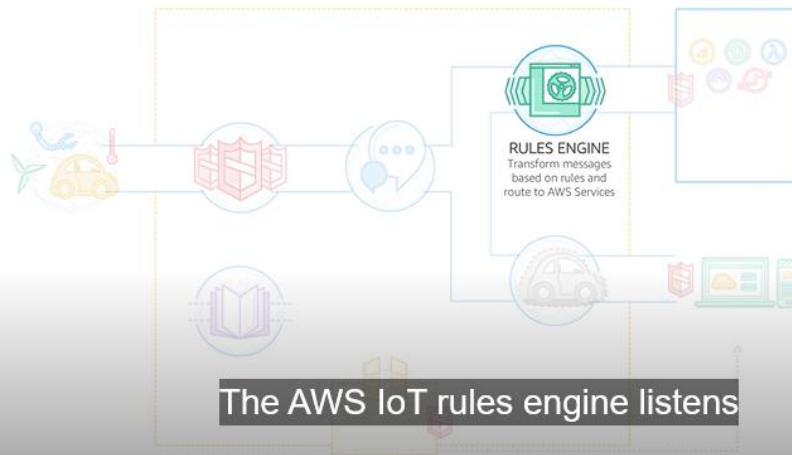 RULES ENGINE
Transform messages
based on rules and
route to AWS Services
The AWS IoT rules engine listens